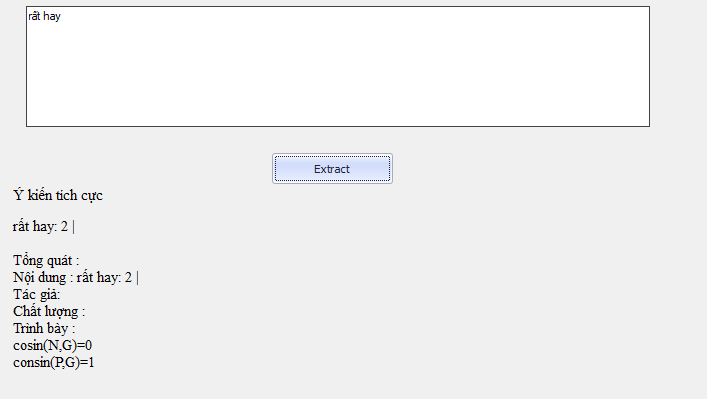 rất hay
Extract
Ý kiến tích cực
rất hay: 2 |
Tổng quát :
Nội dung : rất hay: 2 |
Tác giả:
Chất lượng :
Trình bày :
cosin(N,G)=0
consin(P,G)=1